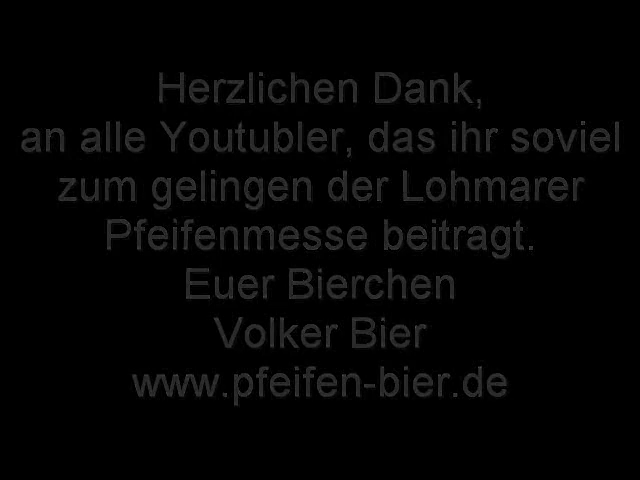 Herzlichen Dank,
an alle Youtubler, das ihr soviel
zum gelingen der Lohmarer
Pfeifenmesse beitragt.
Euer Bierchen
Volker Bier
www.pfeifen-bier.de